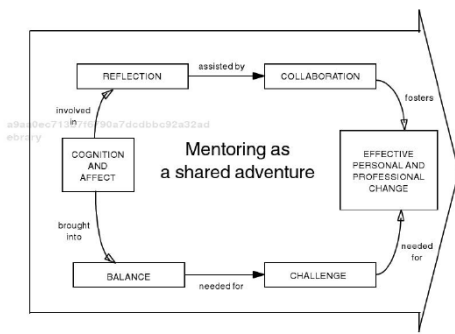 REFLECTION
assisted by
COLLABORATION
involved
in
fosters
ebrary
COGNITION
AND
AFFECT
Mentoring as
a shared adventure
EFFECTIVE
PERSONAL AND
PROFESSIONAL
CHANGE
brought
into
needed
for
BALANCE
needed for
CHALLENGE